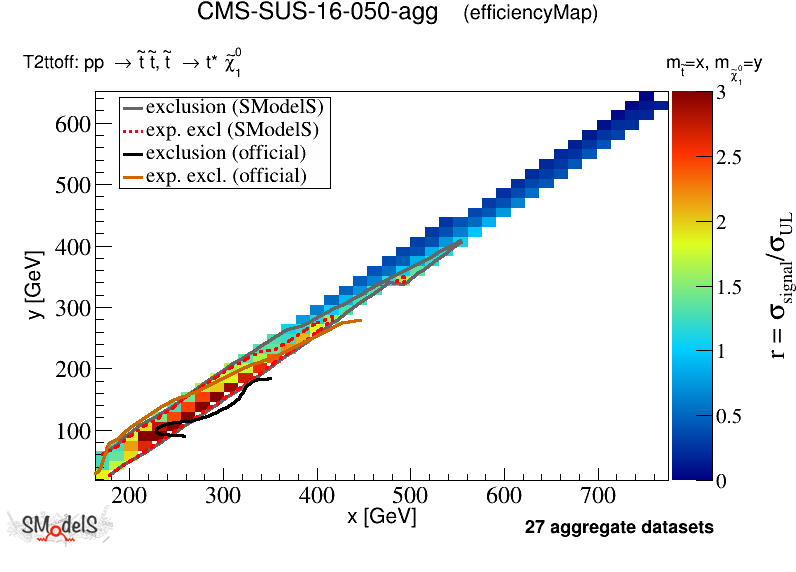 CMS-SUS-16-050-agg (efficiencyMap)
T2ttoff: pp → t̃ t̃, t̃ → t* χ̃⁰₁
m_t̃=x, m_χ̃⁰₁=y
exclusion (SModelS)
exp. excl (SModelS)
exclusion (official)
exp. excl. (official)
600
500
400
300
200
100
y [GeV]
200 300 400 500 600 700
x [GeV]
3
2.5
2
1.5
1
0.5
0
r = σ_signal/σ_UL
SModelS
27 aggregate datasets